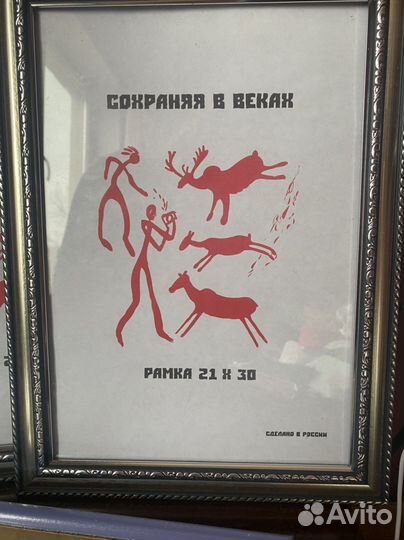 СОХРАНЯЯ В ВЕКАХ
РАМКА 21 Х 30
СДЕЛАНО В РОССИИ
Avito